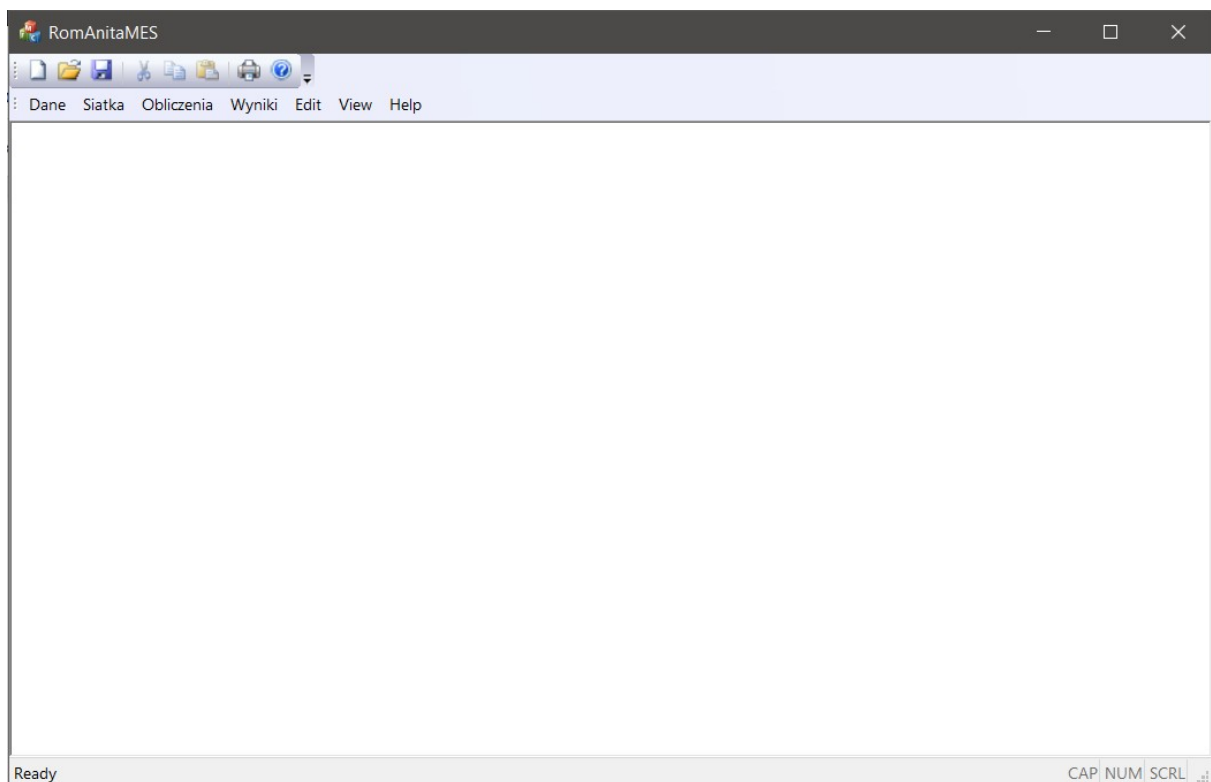 RomAnitaMES
Dane Siatka Obliczenia Wyniki Edit View Help
Ready CAP NUM SCRL